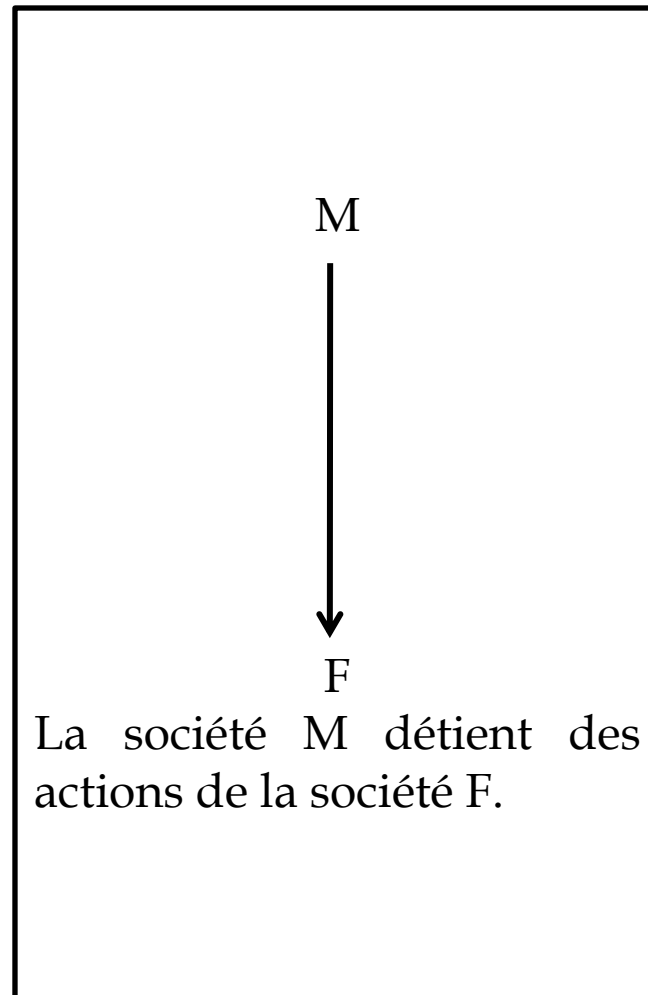 M
F
La société M détient des
actions de la société F.